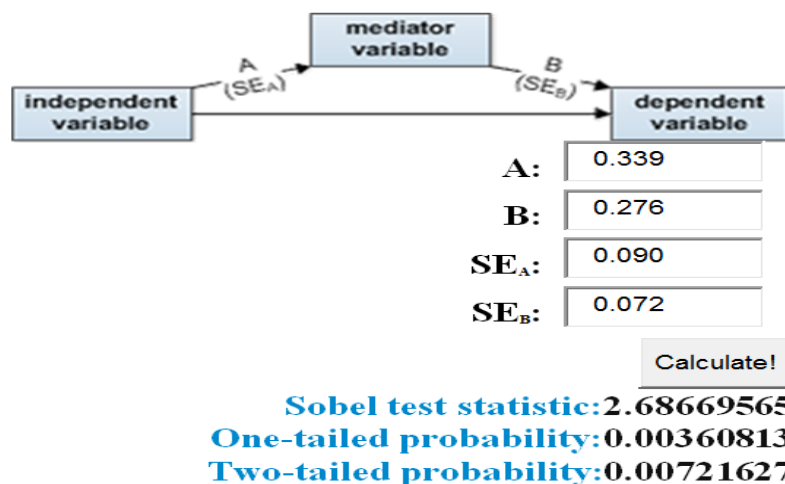 mediator
variable
A
(SEA)
B
(SEB)
independent
variable
dependent
variable
A: 0.339
B: 0.276
SEA: 0.090
SEB: 0.072
Calculate!
Sobel test statistic:2.68669565
One-tailed probability:0.00360813
Two-tailed probability:0.00721627